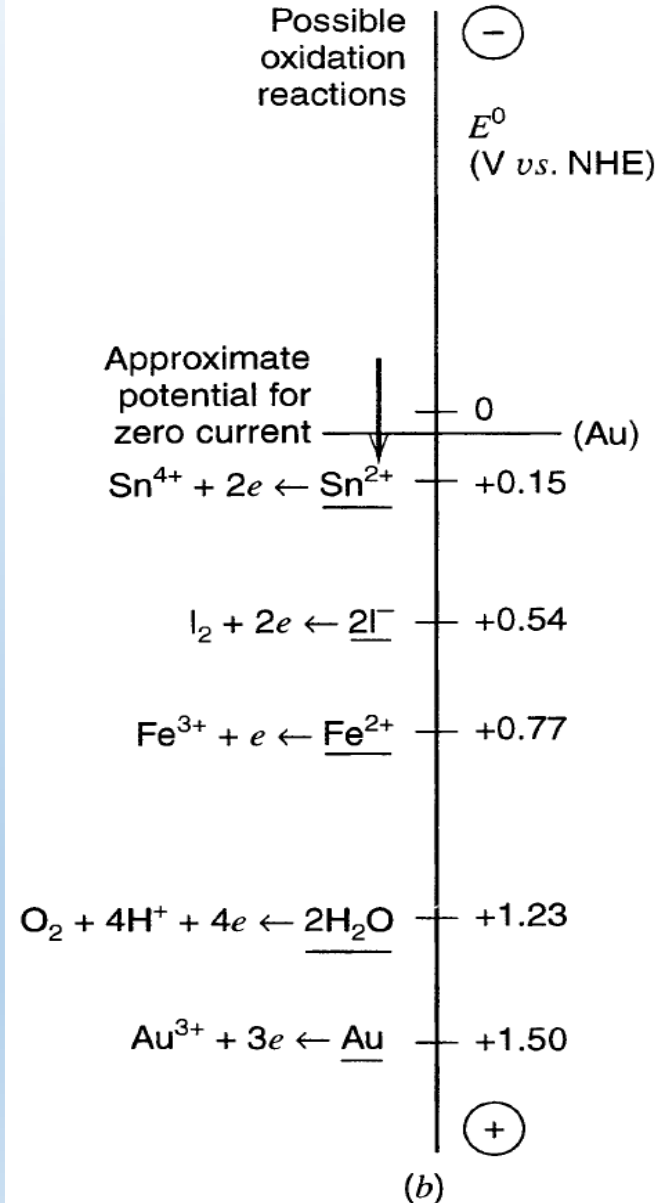 Possible
oxidation
reactions
−
E⁰
(V vs. NHE)
Approximate
potential for
zero current
0
(Au)
Sn⁴⁺ + 2e ← Sn²⁺ +0.15
I₂ + 2e ← 2I⁻ +0.54
Fe³⁺ + e ← Fe²⁺ +0.77
O₂ + 4H⁺ + 4e ← 2H₂O +1.23
Au³⁺ + 3e ← Au +1.50
+
(b)